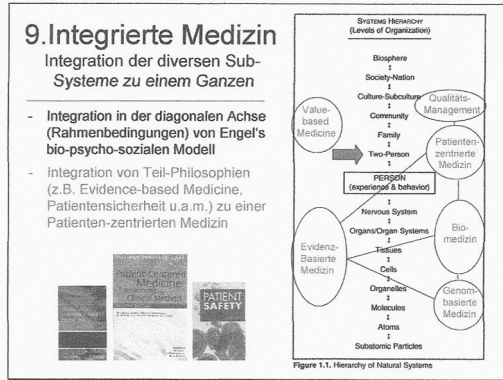 9.Integrierte Medizin
Integration der diversen Sub-
Systeme zu einem Ganzen
- Integration in der diagonalen Achse
(Rahmenbedingungen) von Engel's
bio-psycho-sozialen Modell
- Integration von Teil-Philosophien
(z.B. Evidence-based Medicine,
Patientensicherheit u.a.m.) zu einer
Patienten-zentrierten Medizin
Patient-Centered
Medicine
Clinical Method
PATIENT
SAFETY
SYSTEMS HIERARCHY
(Levels of Organization)
Biosphere
Society-Nation
Culture-Subculture
Community
Family
Two-Person
PERSON
(experience & behavior)
Nervous System
Organs/Organ Systems
Tissues
Cells
Organelles
Molecules
Atoms
Subatomic Particles
Value-
based
Medicine
Qualitäts-
Management
Patienten-
zentrierte
Medizin
Evidenz-
Basierte
Medizin
Bio-
medizin
Genom-
basierte
Medizin
Figure 1.1. Hierarchy of Natural Systems